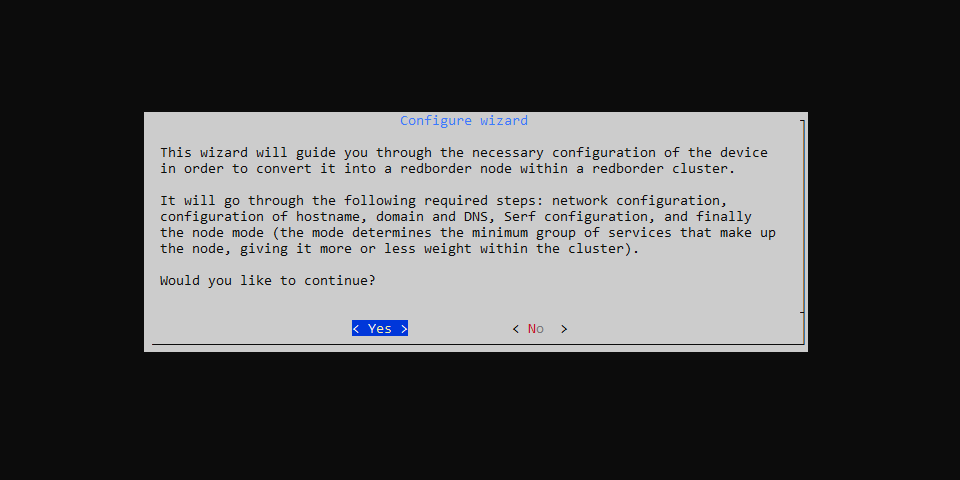 Configure wizard
This wizard will guide you through the necessary configuration of the device
in order to convert it into a redborder node within a redborder cluster.
It will go through the following required steps: network configuration,
configuration of hostname, domain and DNS, Serf configuration, and finally
the node mode (the mode determines the minimum group of services that make up
the node, giving it more or less weight within the cluster).
Would you like to continue?
< Yes > < No >